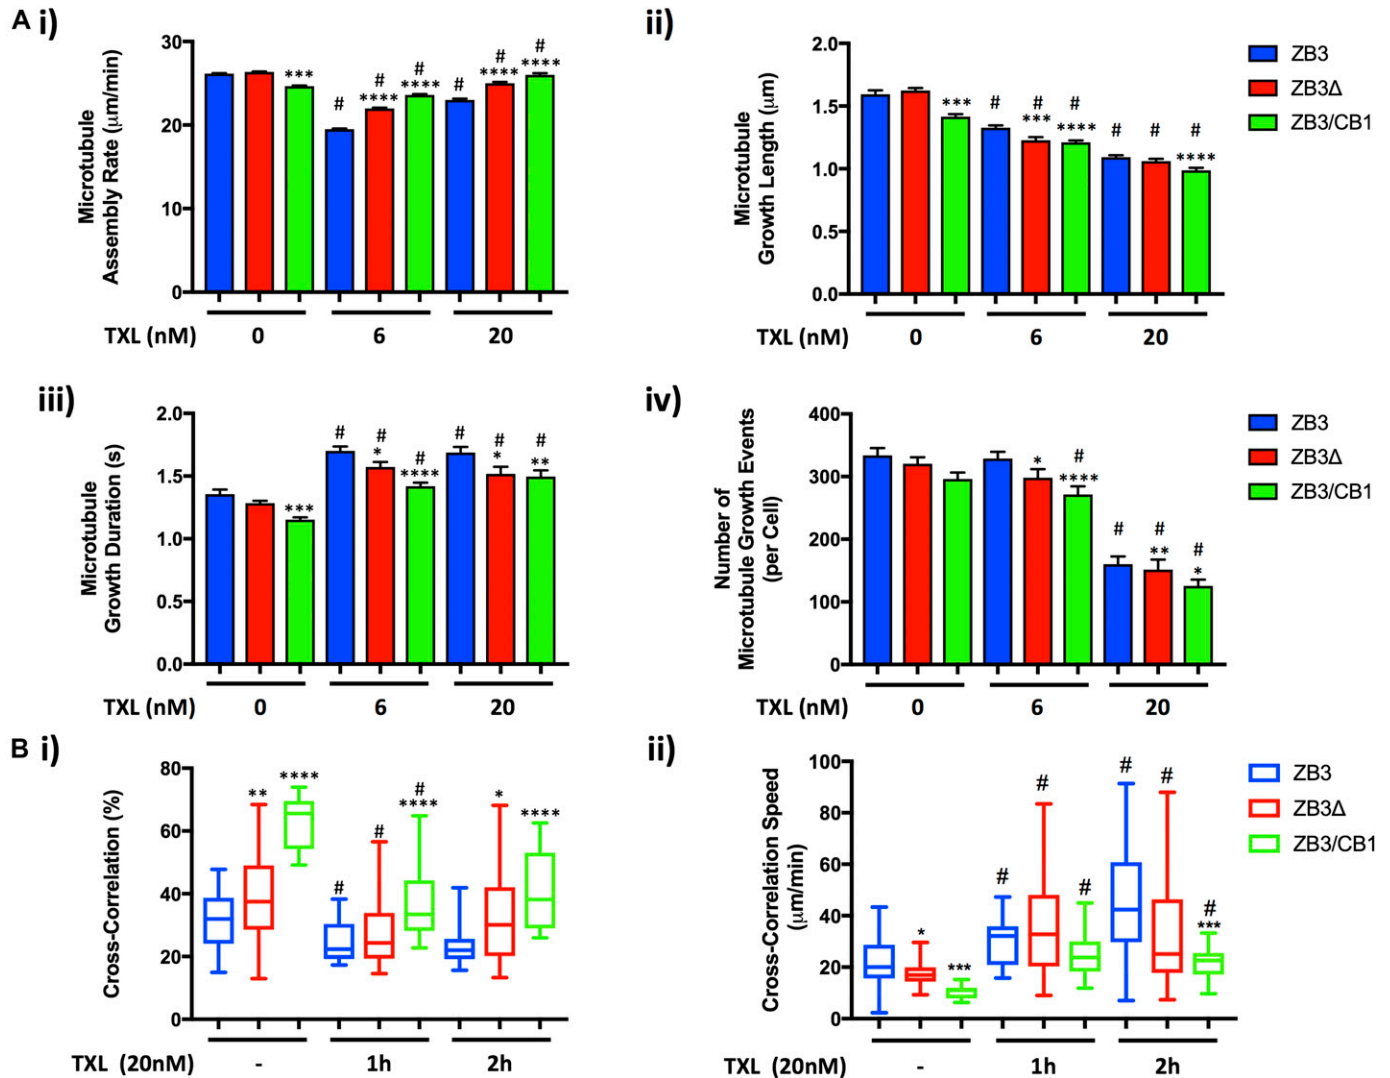 A i)
30
20
10
0
Microtubule
Assembly Rate (μm/min)
***
#
#
****
#
****
#
#
****
#
****
TXL (nM)
0
6
20
ii)
2.0
1.5
1.0
0.5
0.0
Microtubule
Growth Length (μm)
***
#
#
***
#
****
#
#
#
****
TXL (nM)
0
6
20
ZB3
ZB3Δ
ZB3/CB1
iii)
2.0
1.5
1.0
0.5
0.0
Microtubule
Growth Duration (s)
***
#
#
*
#
****
#
#
*
#
**
TXL (nM)
0
6
20
iv)
400
300
200
100
0
Number of
Microtubule Growth Events
(per Cell)
*
#
****
#
#
**
#
*
TXL (nM)
0
6
20
ZB3
ZB3Δ
ZB3/CB1
B i)
80
60
40
20
0
Cross-Correlation (%)
**
****
#
#
#
****
*
****
TXL (20nM)
-
1h
2h
ii)
100
80
60
40
20
0
Cross-Correlation Speed
(μm/min)
*
***
#
#
#
#
#
#
***
TXL (20nM)
-
1h
2h
ZB3
ZB3Δ
ZB3/CB1